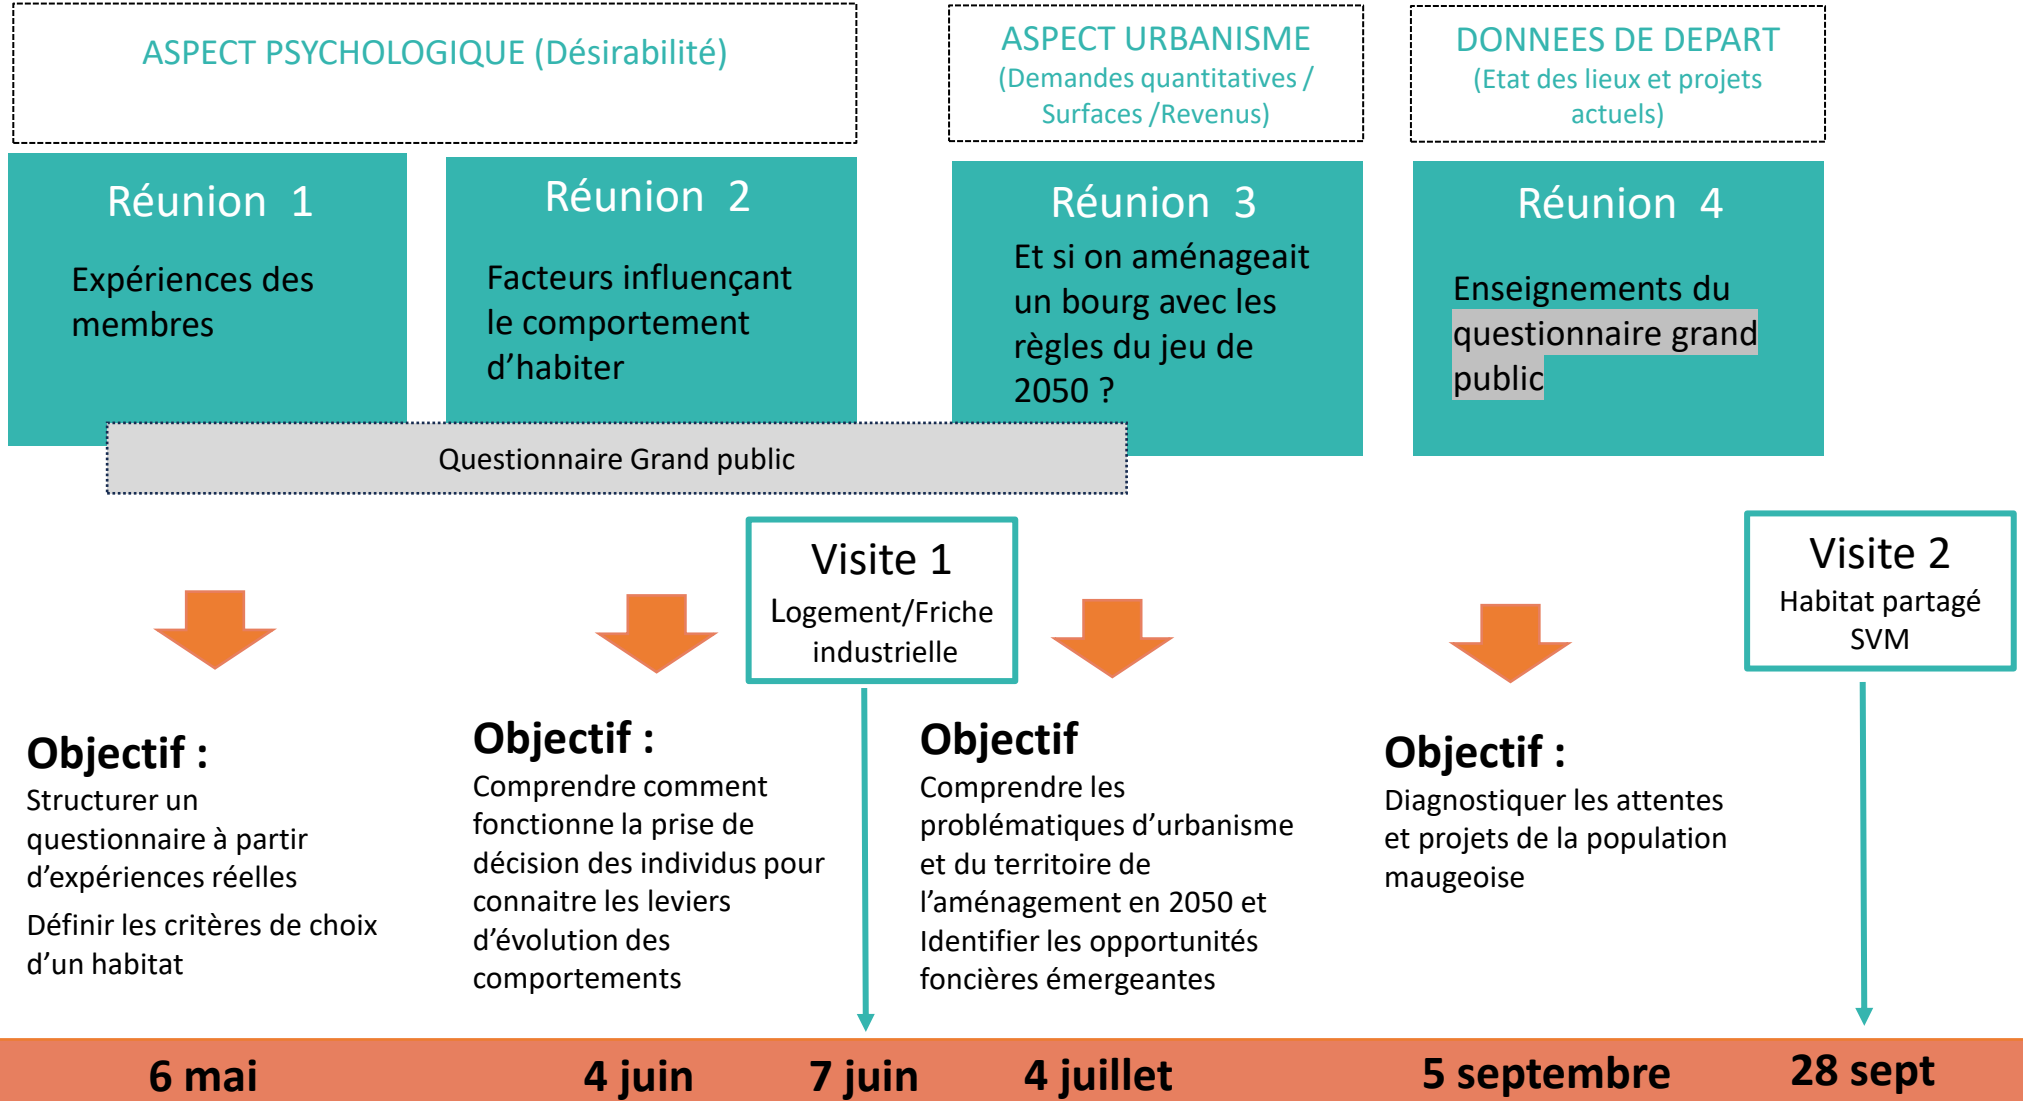 ASPECT PSYCHOLOGIQUE (Désirabilité)
ASPECT URBANISME
(Demandes quantitatives /
Surfaces /Revenus)
DONNEES DE DEPART
(Etat des lieux et projets
actuels)
Réunion 1
Expériences des
membres
Réunion 2
Facteurs influençant
le comportement
d’habiter
Réunion 3
Et si on aménageait
un bourg avec les
règles du jeu de
2050 ?
Réunion 4
Enseignements du
questionnaire grand
public
Questionnaire Grand public
Visite 1
Logement/Friche
industrielle
Visite 2
Habitat partagé
SVM
Objectif :
Structurer un
questionnaire à partir
d’expériences réelles
Définir les critères de choix
d’un habitat
Objectif :
Comprendre comment
fonctionne la prise de
décision des individus pour
connaitre les leviers
d’évolution des
comportements
Objectif
Comprendre les
problématiques d’urbanisme
et du territoire de
l’aménagement en 2050 et
Identifier les opportunités
foncières émergeantes
Objectif :
Diagnostiquer les attentes
et projets de la population
maugeoise
6 mai
4 juin
7 juin
4 juillet
5 septembre
28 sept